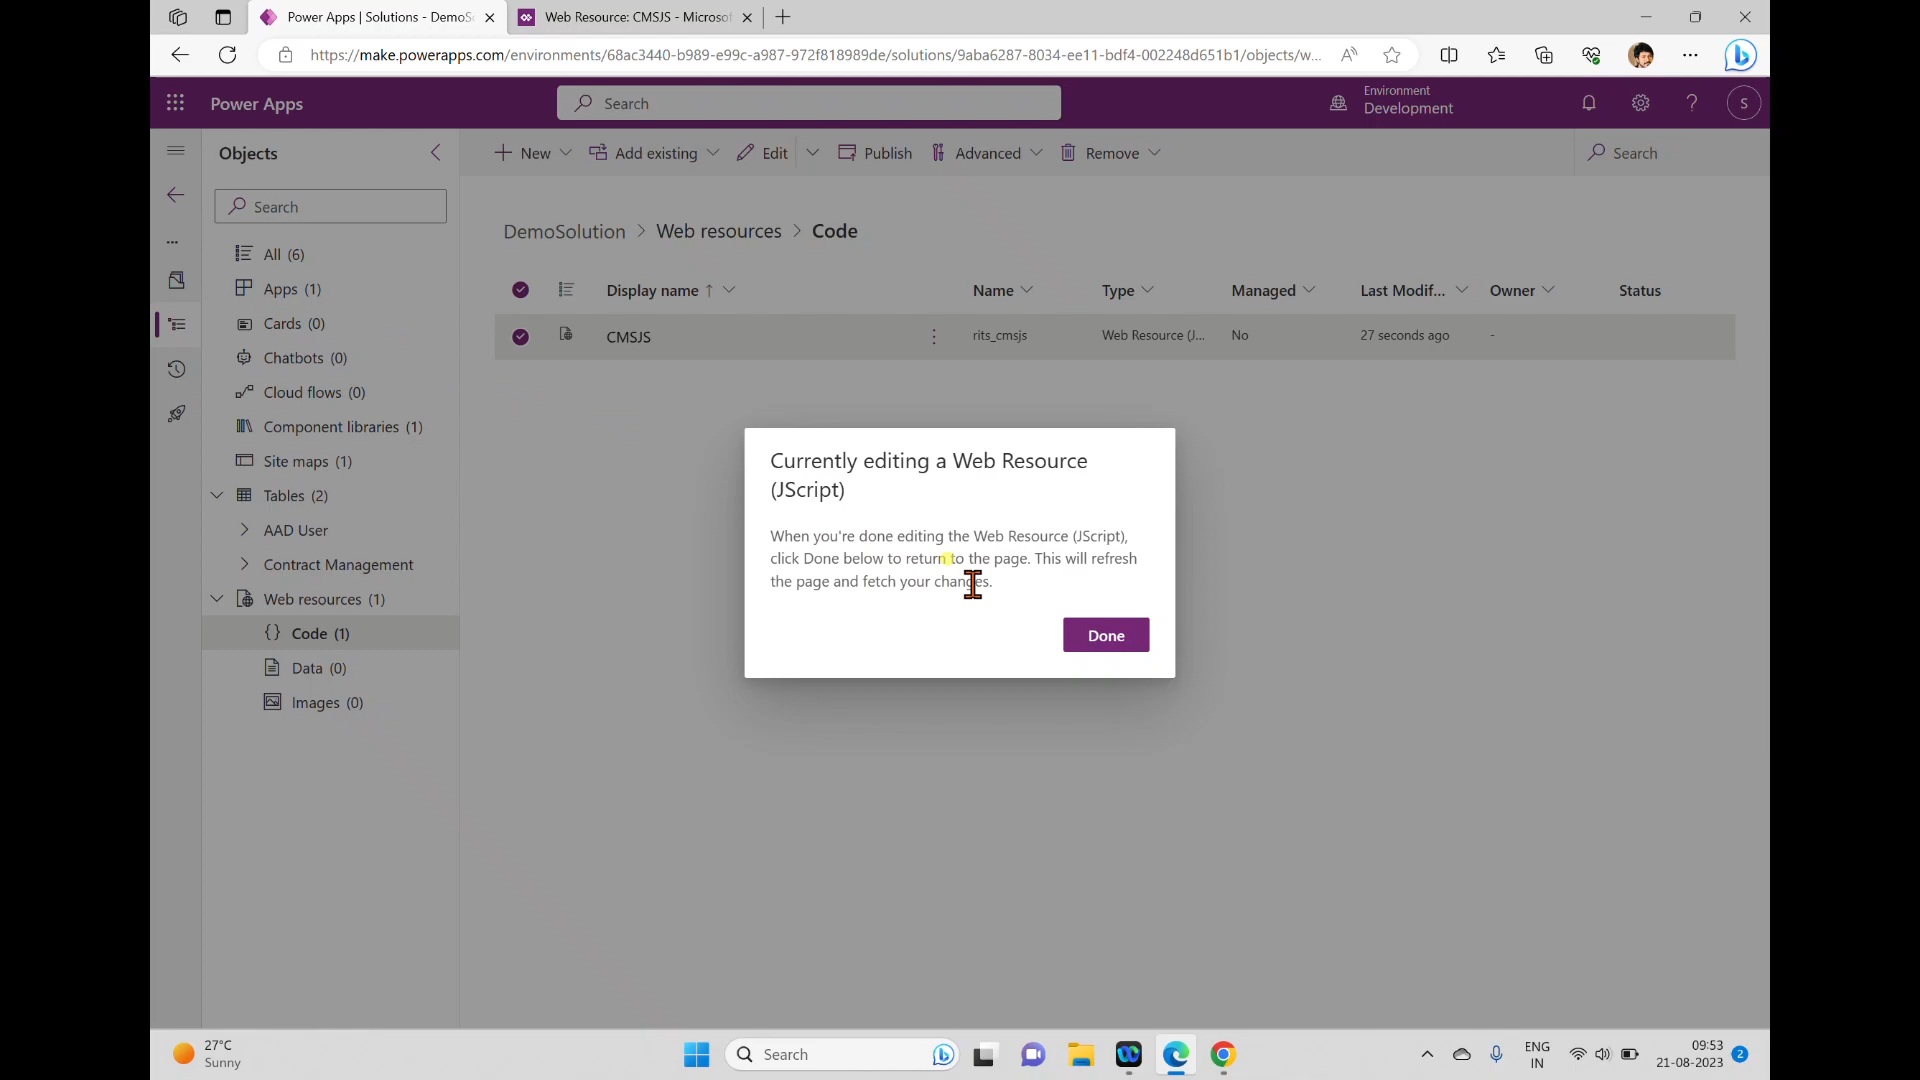 Power Apps | Solutions - DemoSo
Web Resource: CMSJS - Microsof
https://make.powerapps.com/environments/68ac3440-b989-e99c-a987-972f818989de/solutions/9aba6287-8034-ee11-bdf4-002248d651b1/objects/w...
Power Apps
Search
Environment
Development
S
Objects
New
Add existing
Edit
Publish
Advanced
Remove
Search
Search
DemoSolution > Web resources > Code
All (6)
Apps (1)
Cards (0)
Chatbots (0)
Cloud flows (0)
Component libraries (1)
Site maps (1)
Tables (2)
AAD User
Contract Management
Web resources (1)
Code (1)
Data (0)
Images (0)
Display name ↑ Name Type Managed Last Modif... Owner Status
CMSJS rits_cmsjs Web Resource (J... No 27 seconds ago -
Currently editing a Web Resource
(JScript)
When you're done editing the Web Resource (JScript),
click Done below to return to the page. This will refresh
the page and fetch your changes.
Done
27°C
Sunny
Search
ENG
IN
09:53
21-08-2023
2